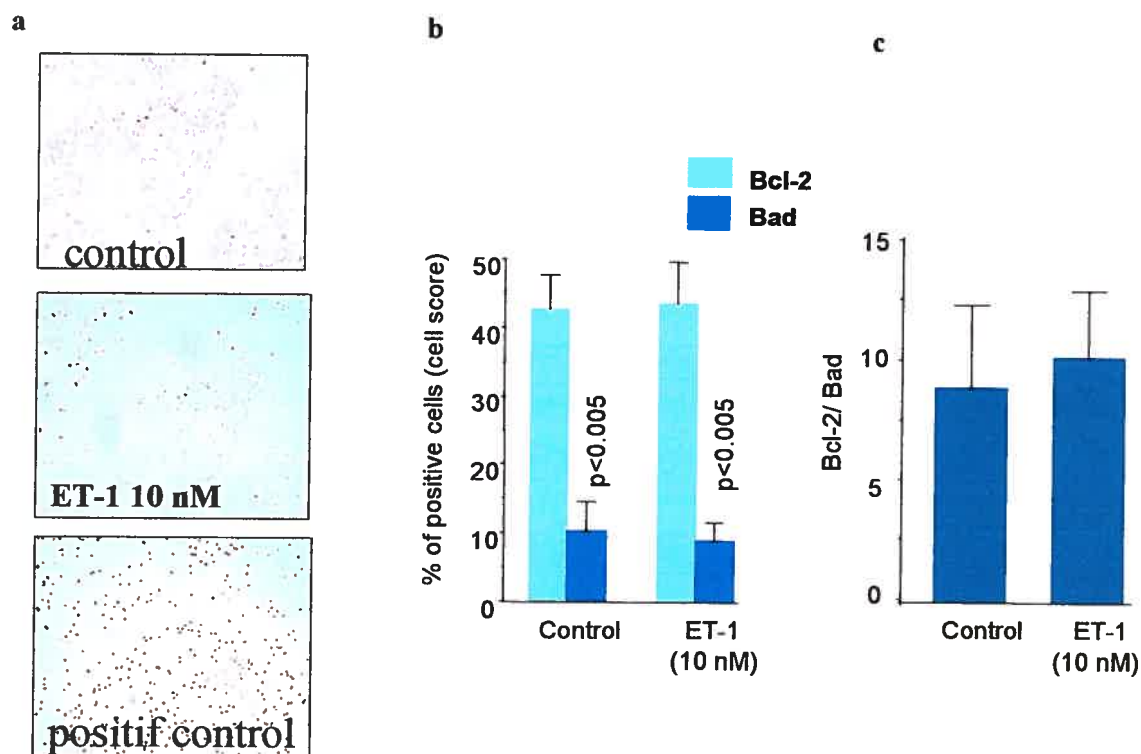 a
control
ET-1 10 nM
positif control
b
Bcl-2
Bad
% of positive cells (cell score)
50
40
30
20
10
0
p<0.005
p<0.005
Control
ET-1
(10 nM)
c
Bcl-2/ Bad
15
10
5
0
Control
ET-1
(10 nM)